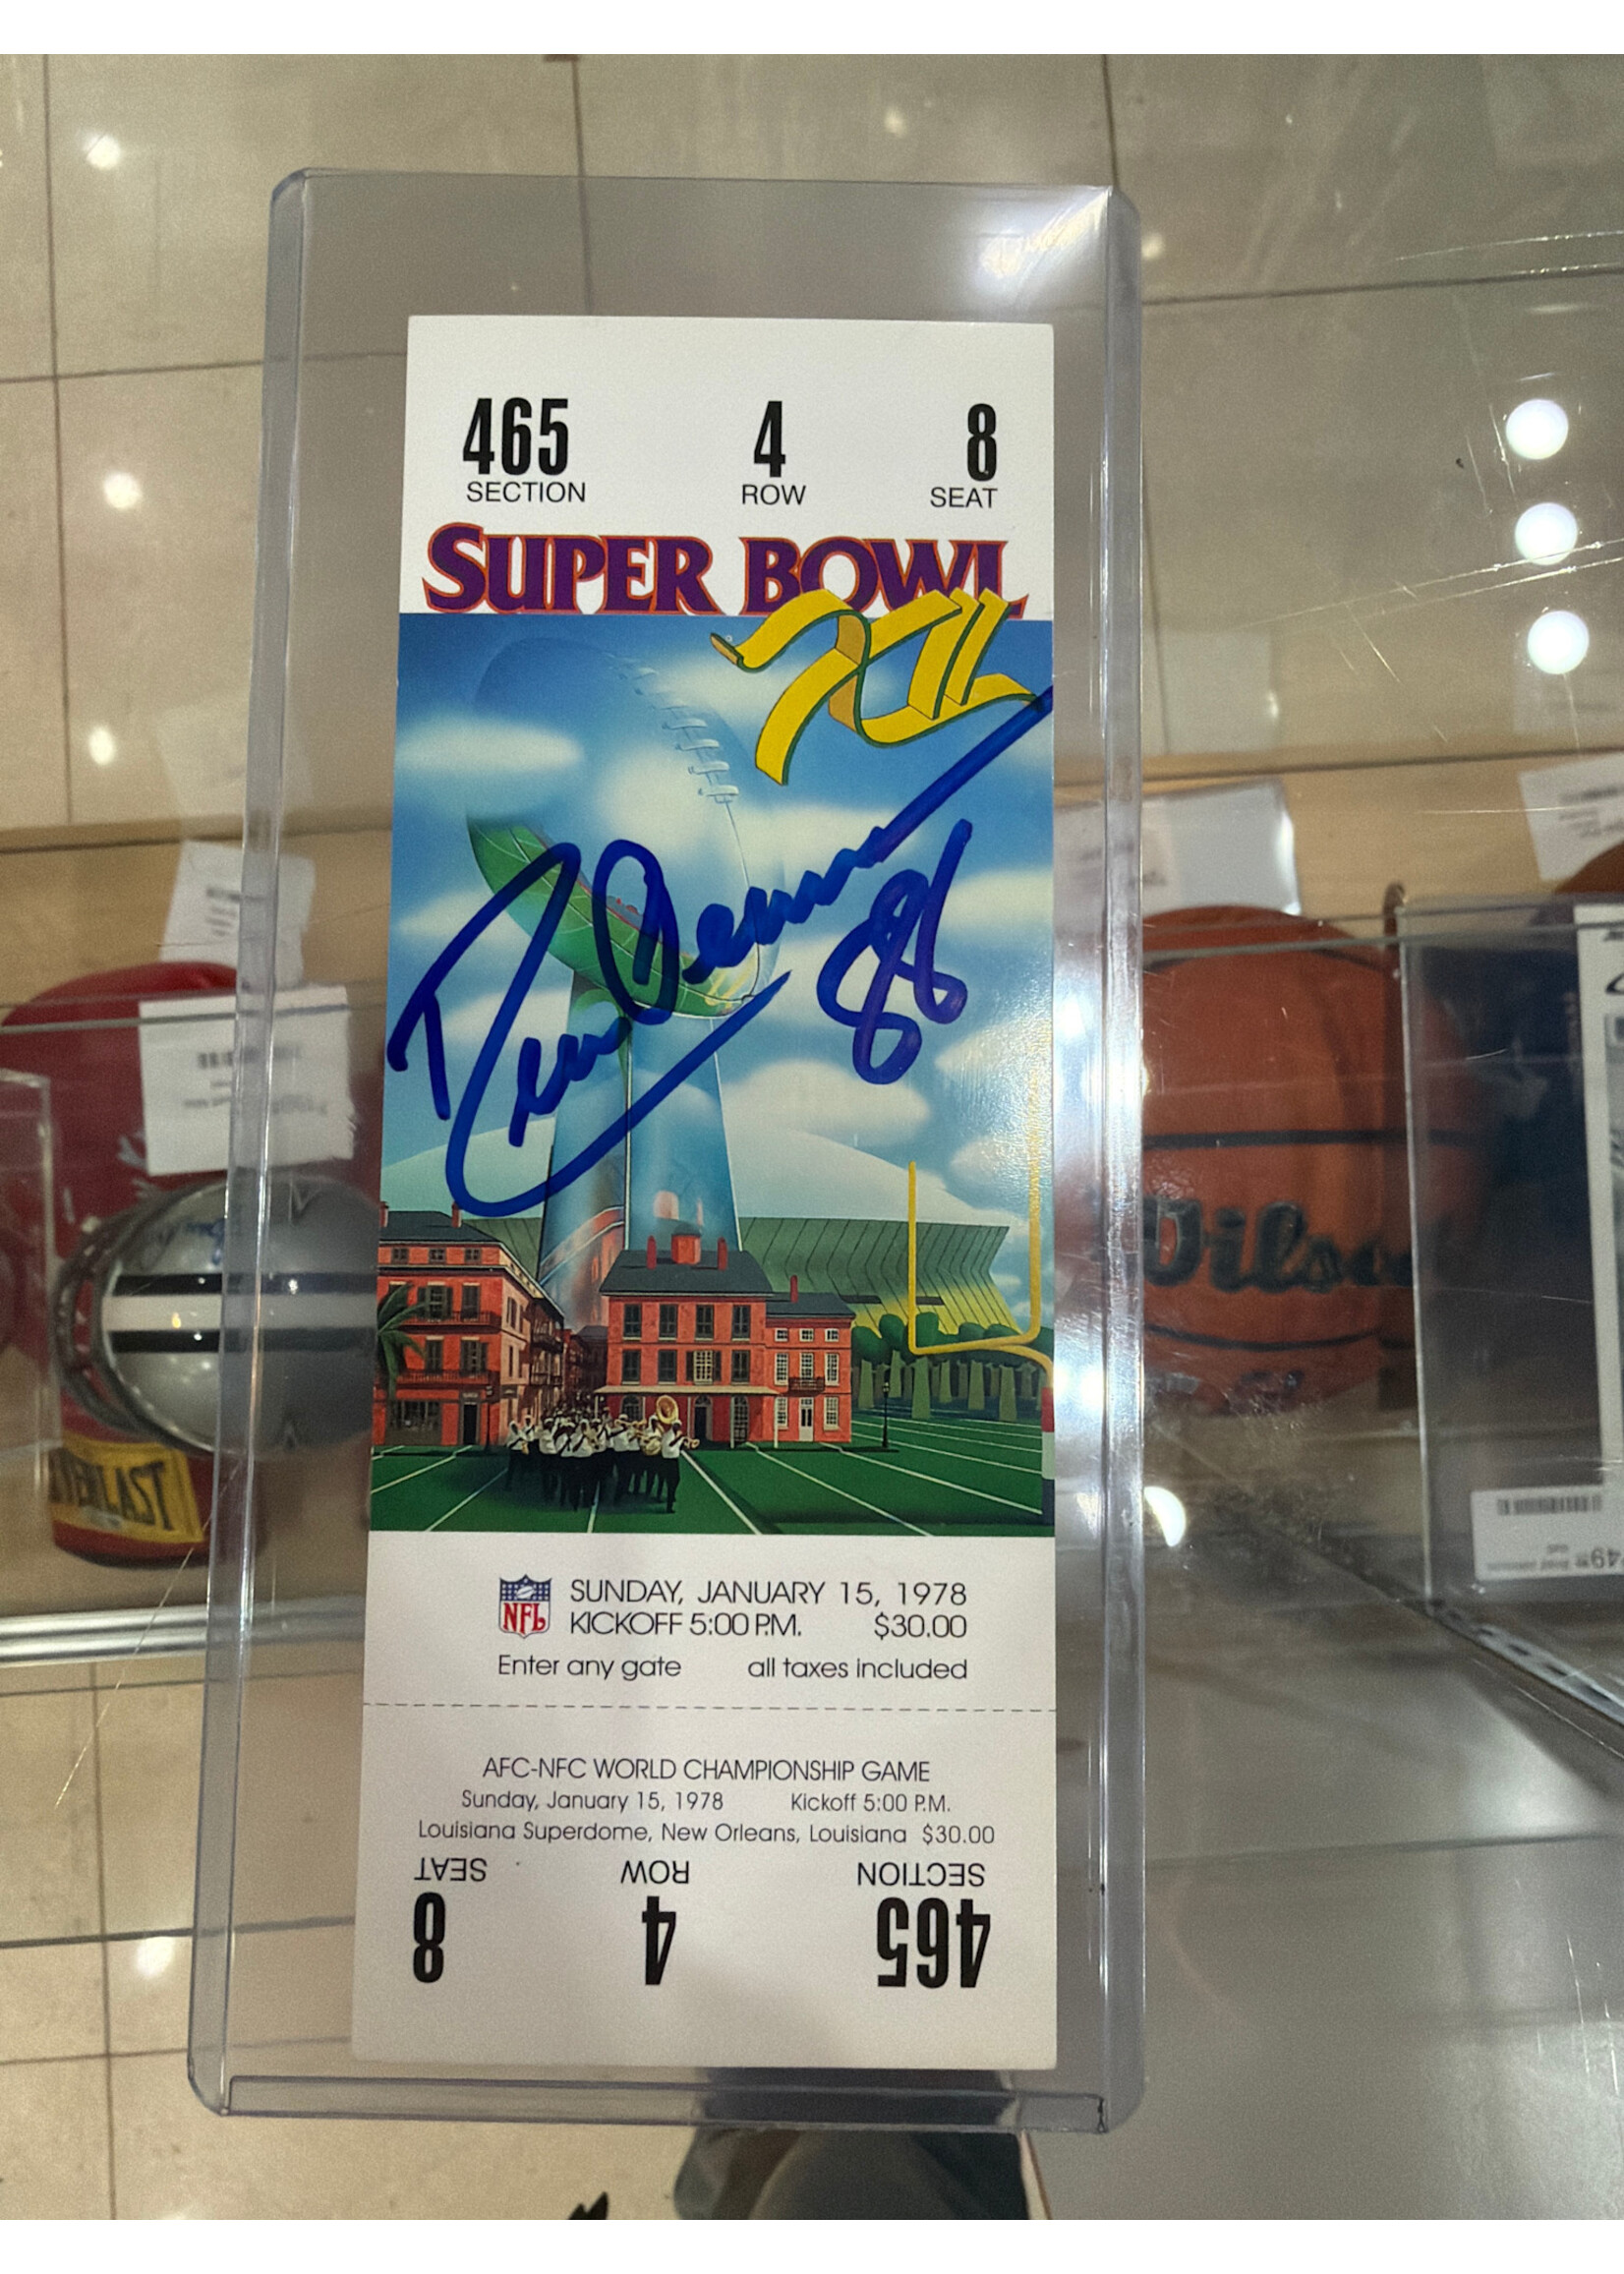 465 4 8
SECTION ROW SEAT
SUPER BOWL
XII
86
NFL
SUNDAY, JANUARY 15, 1978
KICKOFF 5:00 P.M. $30.00
Enter any gate all taxes included
AFC-NFC WORLD CHAMPIONSHIP GAME
Sunday, January 15, 1978 Kickoff 5:00 P.M.
Louisiana Superdome, New Orleans, Louisiana $30.00
SEAT ROW SECTION
8 4 465
Wilson
EVERLAST